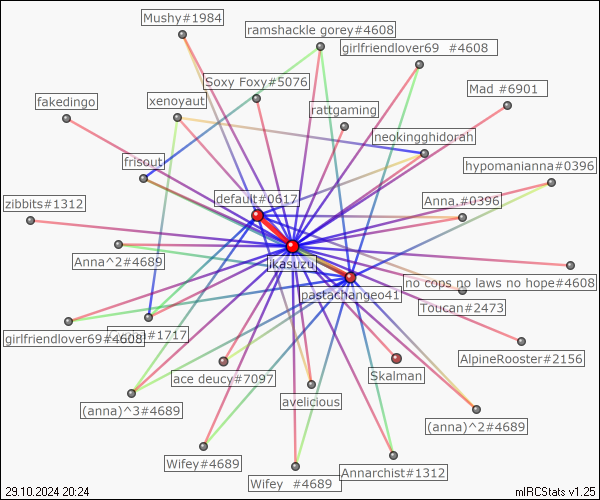 Mushy#1984
ramshackle gorey#4608
girlfriendlover69 #4608
Soxy Foxy#5076
Mad #6901
fakedingo
xenoyaut
rattgaming
neokingghidorah
frisout
hypomanianna#0396
default#0617
Anna.#0396
zibbits#1312
Anna^2#4689
ikasuzu
no cops no laws no hope#4608
pastachangeo41
Toucan#2473
girlfriendlover69#4608
#1717
AlpineRooster#2156
ace deucy#7097
Skalman
avelicious
(anna)^3#4689
(anna)^2#4689
Wifey#4689
Annarchist#1312
Wifey #4689
29.10.2024 20:24
mIRCStats v1.25